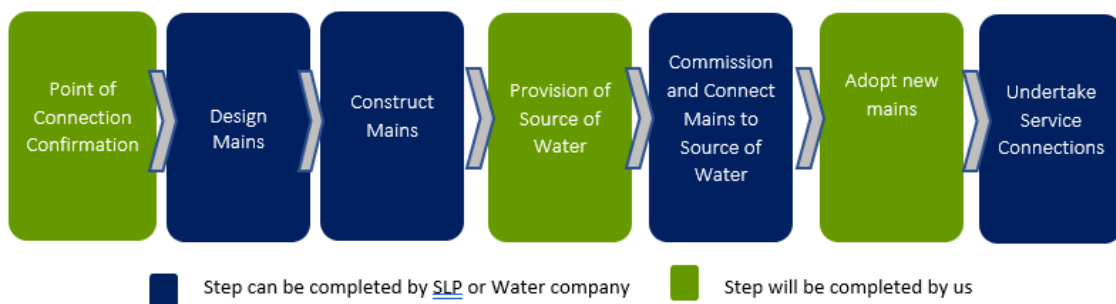 Point of
Connection
Confirmation
Design
Mains
Construct
Mains
Provision of
Source of
Water
Commission
and Connect
Mains to
Source of
Water
Adopt new
mains
Undertake
Service
Connections
Step can be completed by SLP or Water company
Step will be completed by us